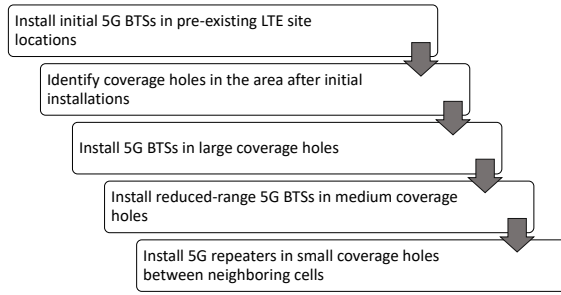 Install initial 5G BTSs in pre-existing LTE site
locations
Identify coverage holes in the area after initial
installations
Install 5G BTSs in large coverage holes
Install reduced-range 5G BTSs in medium coverage
holes
Install 5G repeaters in small coverage holes
between neighboring cells